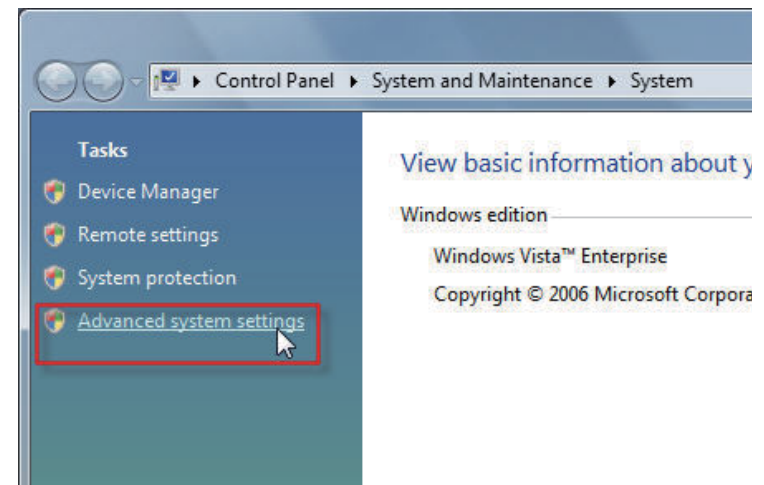 Control Panel ▸ System and Maintenance ▸ System
Tasks
Device Manager
Remote settings
System protection
Advanced system settings
View basic information about y
Windows edition
Windows Vista™ Enterprise
Copyright © 2006 Microsoft Corpora